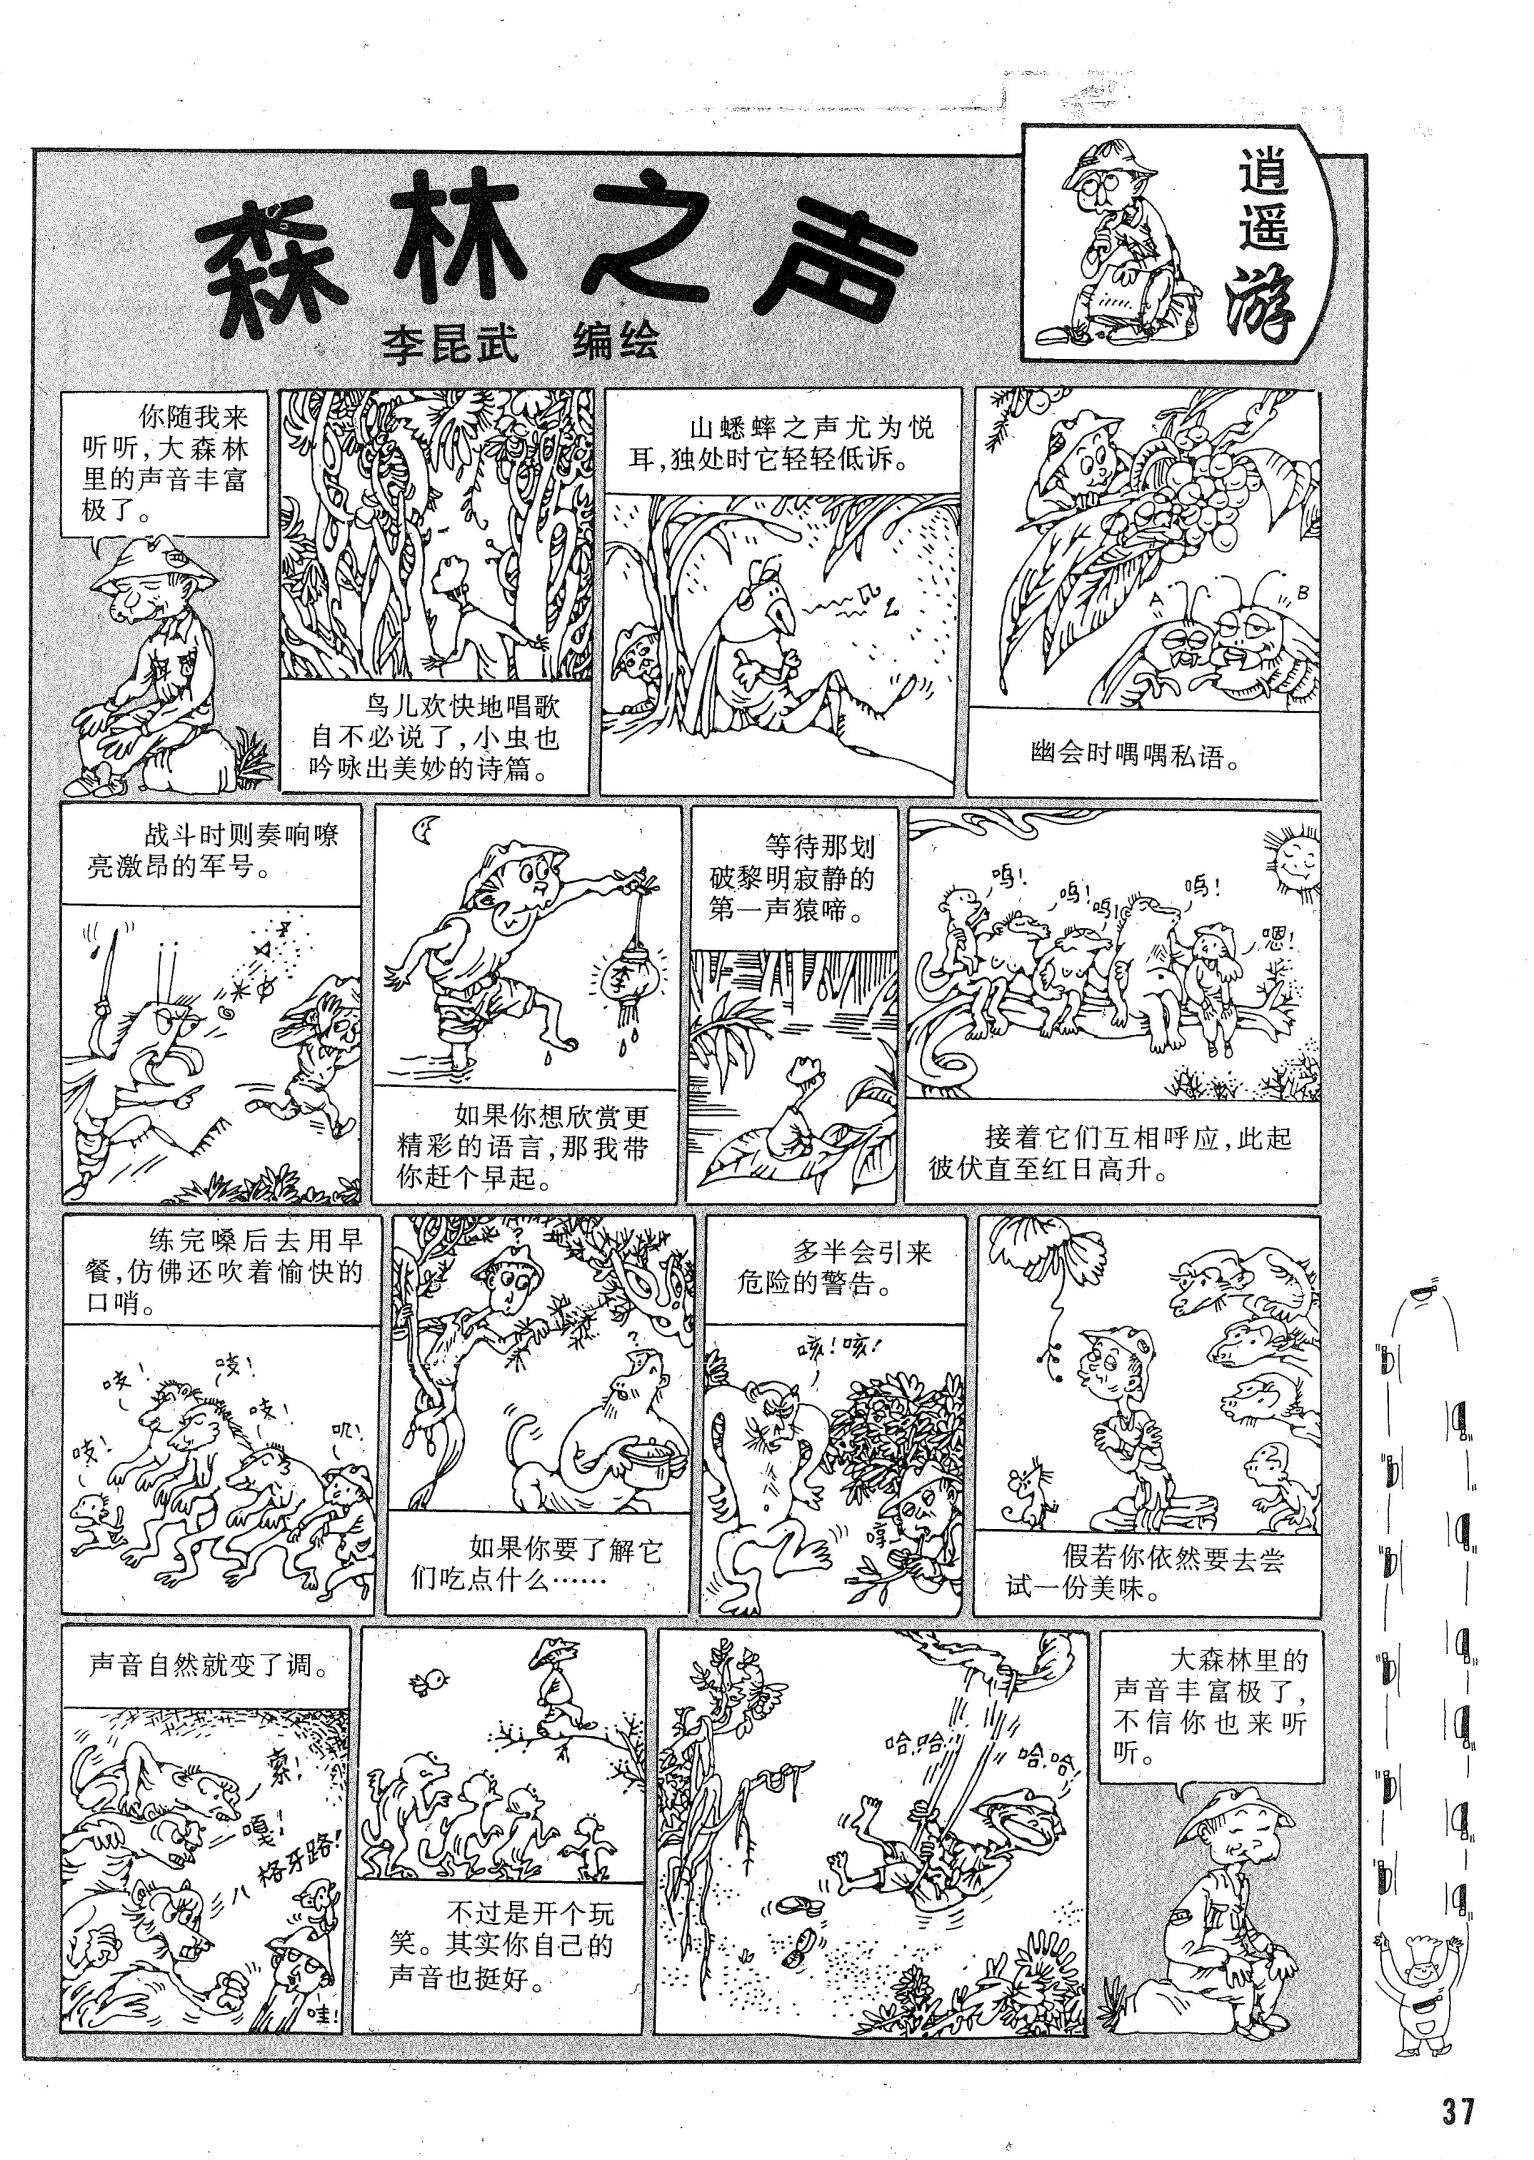 森林之声
李昆武 编绘
逍遥游
你随我来
听听，大森林
里的声音丰富
极了。
鸟儿欢快地唱歌
自不必说了，小虫也
吟咏出美妙的诗篇。
山蟋蟀之声尤为悦
耳，独处时它轻轻低诉。
A
B
幽会时喁喁私语。
战斗时则奏响嘹
亮激昂的军号。
李
如果你想欣赏更
精彩的语言，那我带
你赶个早起。
等待那划
破黎明寂静的
第一声猿啼。
呜！
呜！
呜！
呜！
嗯！
接着它们互相呼应，此起
彼伏直至红日高升。
练完嗓后去用早
餐，仿佛还吹着愉快的
口哨。
吱！
吱！
吱！
吱！
叽！
?
?
如果你要了解它
们吃点什么……
多半会引来
危险的警告。
咳！咳！
哼！
假若你依然要去尝
试一份美味。
声音自然就变了调。
嘎！
格牙路！
哇！
不过是开个玩
笑。其实你自己的
声音也挺好。
哈．哈．
哈．哈！
大森林里的
声音丰富极了，
不信你也来听
听。
37